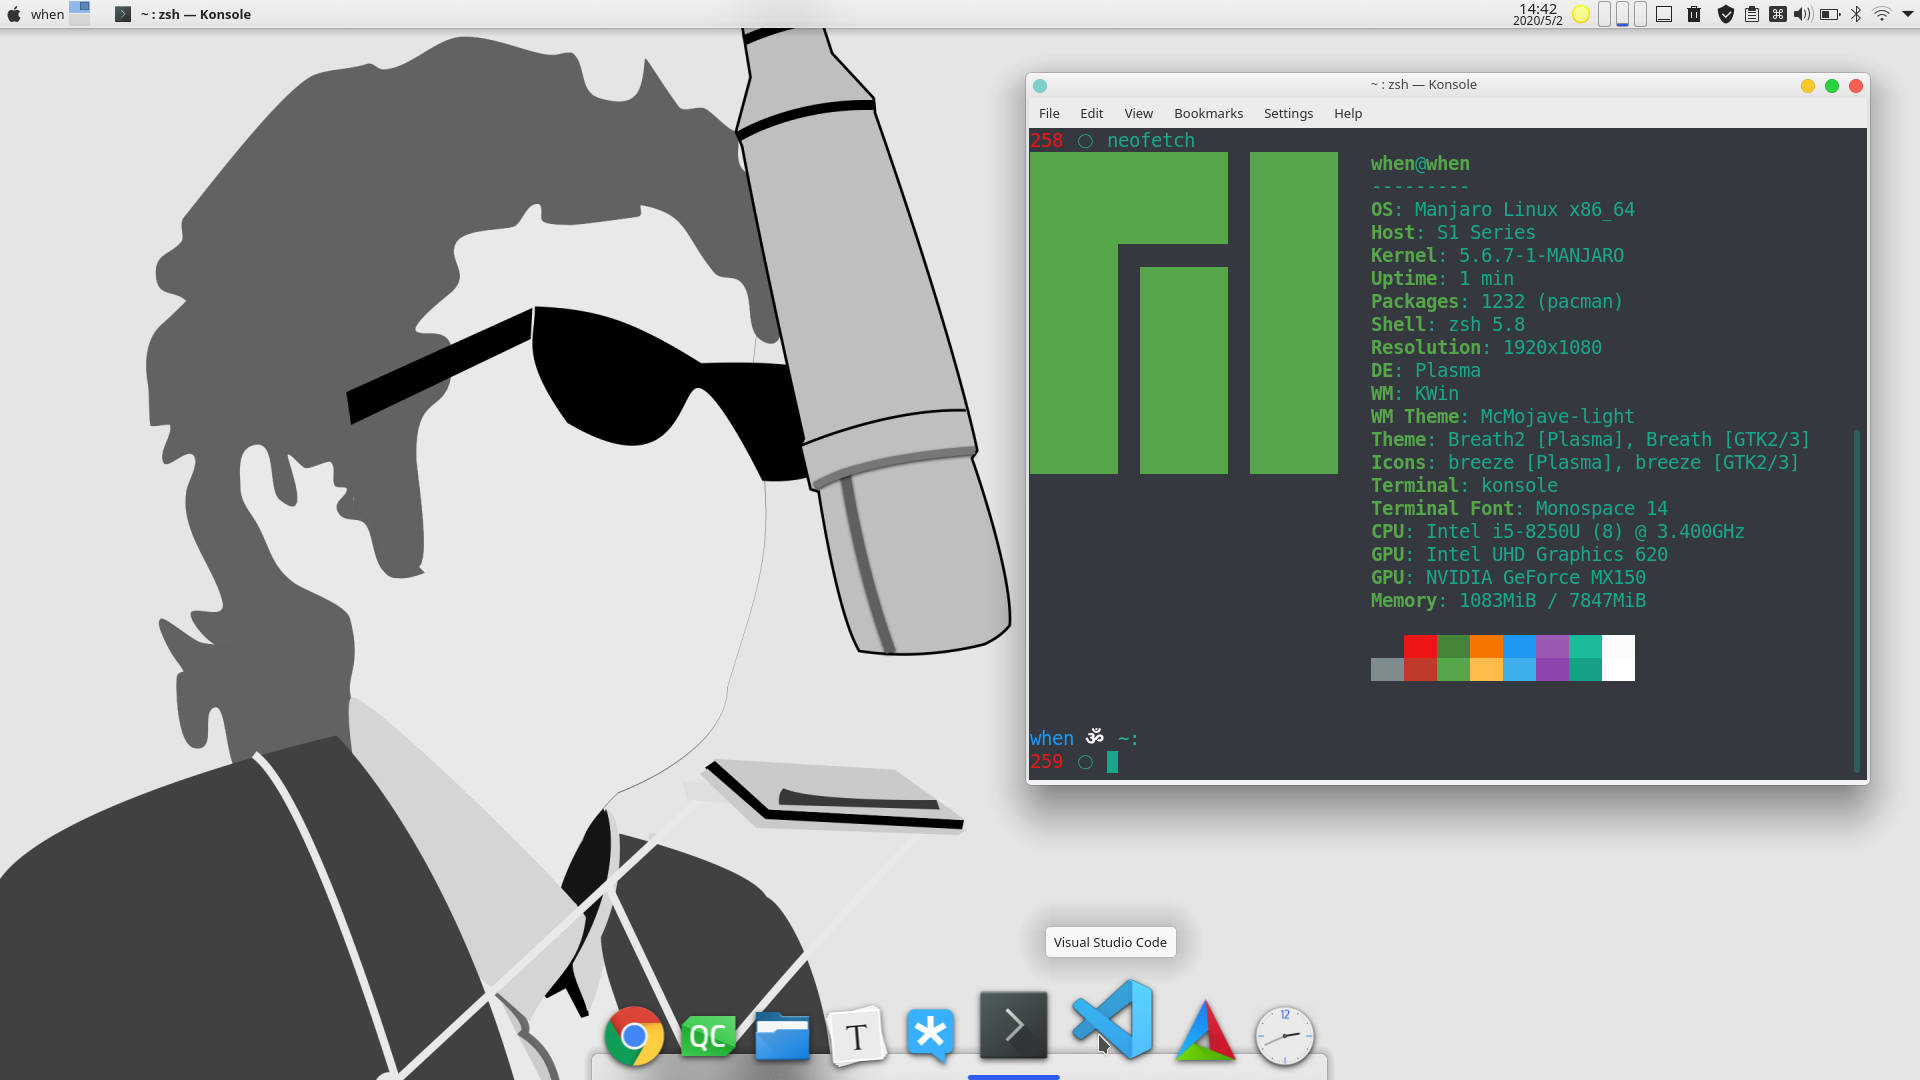 when
~ : zsh — Konsole
14:42
2020/5/2
~ : zsh — Konsole
File Edit View Bookmarks Settings Help
258 ○ neofetch
when@when
---------
OS: Manjaro Linux x86_64
Host: S1 Series
Kernel: 5.6.7-1-MANJARO
Uptime: 1 min
Packages: 1232 (pacman)
Shell: zsh 5.8
Resolution: 1920x1080
DE: Plasma
WM: KWin
WM Theme: McMojave-light
Theme: Breath2 [Plasma], Breath [GTK2/3]
Icons: breeze [Plasma], breeze [GTK2/3]
Terminal: konsole
Terminal Font: Monospace 14
CPU: Intel i5-8250U (8) @ 3.400GHz
GPU: Intel UHD Graphics 620
GPU: NVIDIA GeForce MX150
Memory: 1083MiB / 7847MiB
when ॐ ~:
259 ○
Visual Studio Code
QC
T
12